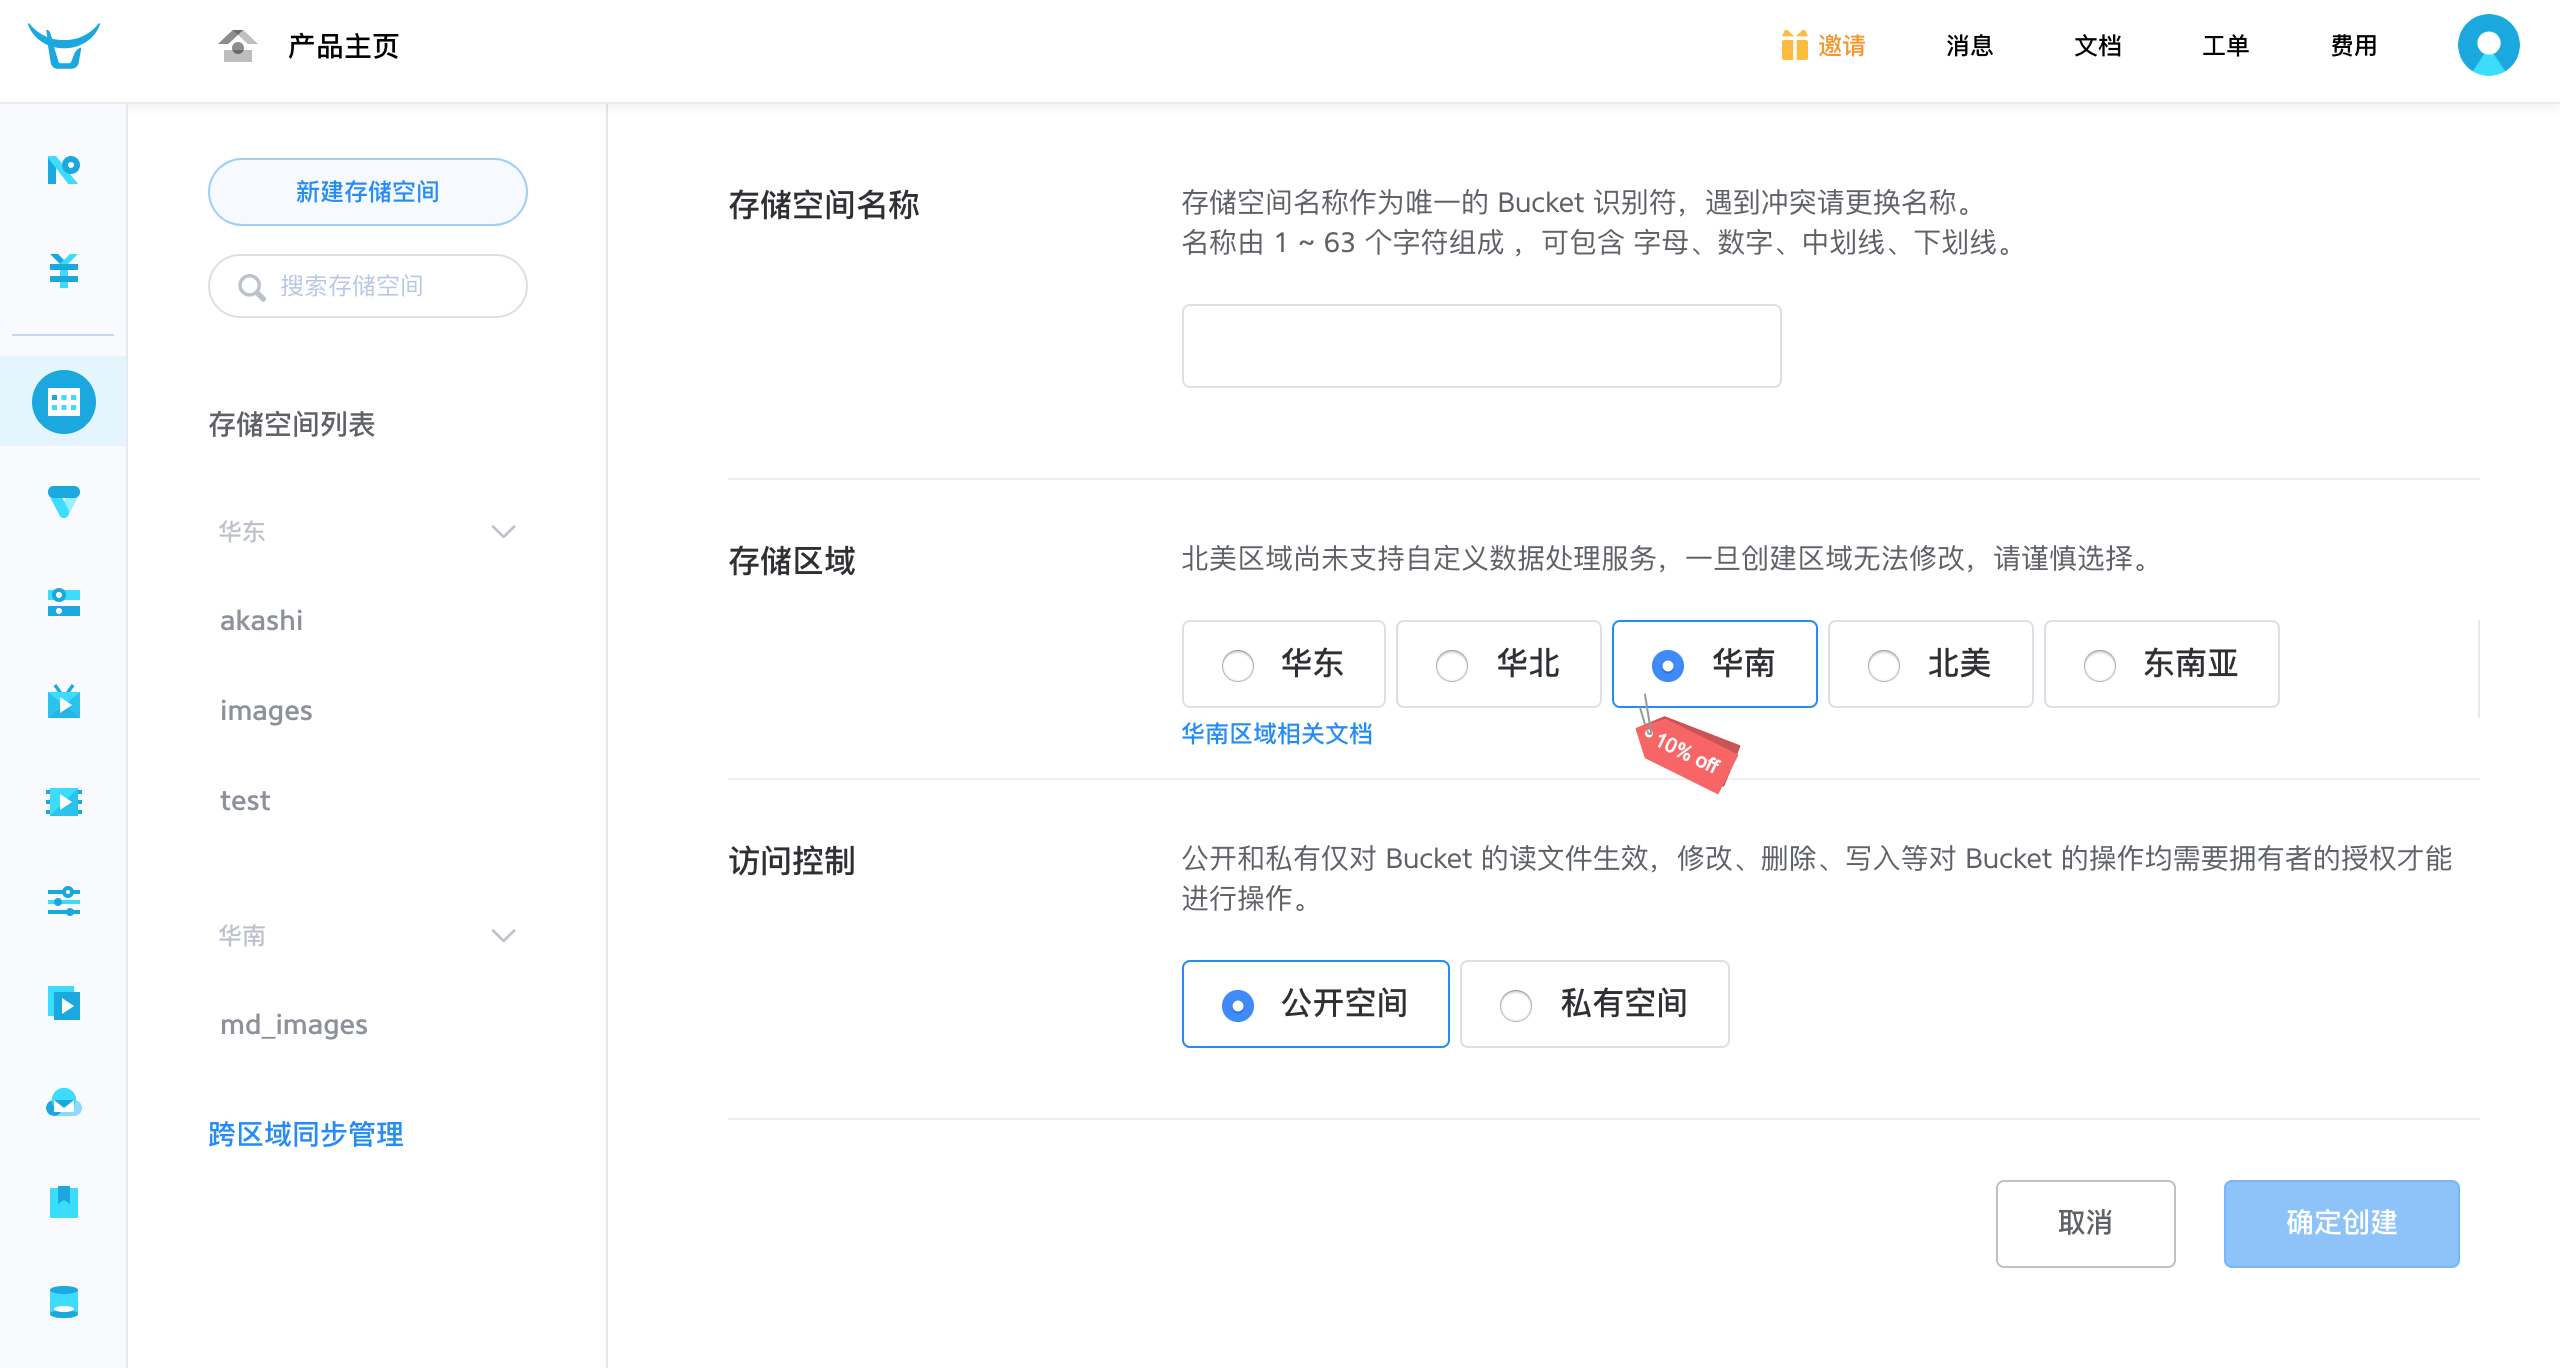 产品主页
邀请
消息
文档
工单
费用
新建存储空间
搜索存储空间
存储空间列表
华东
akashi
images
test
华南
md_images
跨区域同步管理
存储空间名称
存储空间名称作为唯一的 Bucket 识别符，遇到冲突请更换名称。
名称由 1 ~ 63 个字符组成 ，可包含 字母、数字、中划线、下划线。
存储区域
北美区域尚未支持自定义数据处理服务，一旦创建区域无法修改，请谨慎选择。
华东
华北
华南
北美
东南亚
10% off
华南区域相关文档
访问控制
公开和私有仅对 Bucket 的读文件生效，修改、删除、写入等对 Bucket 的操作均需要拥有者的授权才能
进行操作。
公开空间
私有空间
取消
确定创建